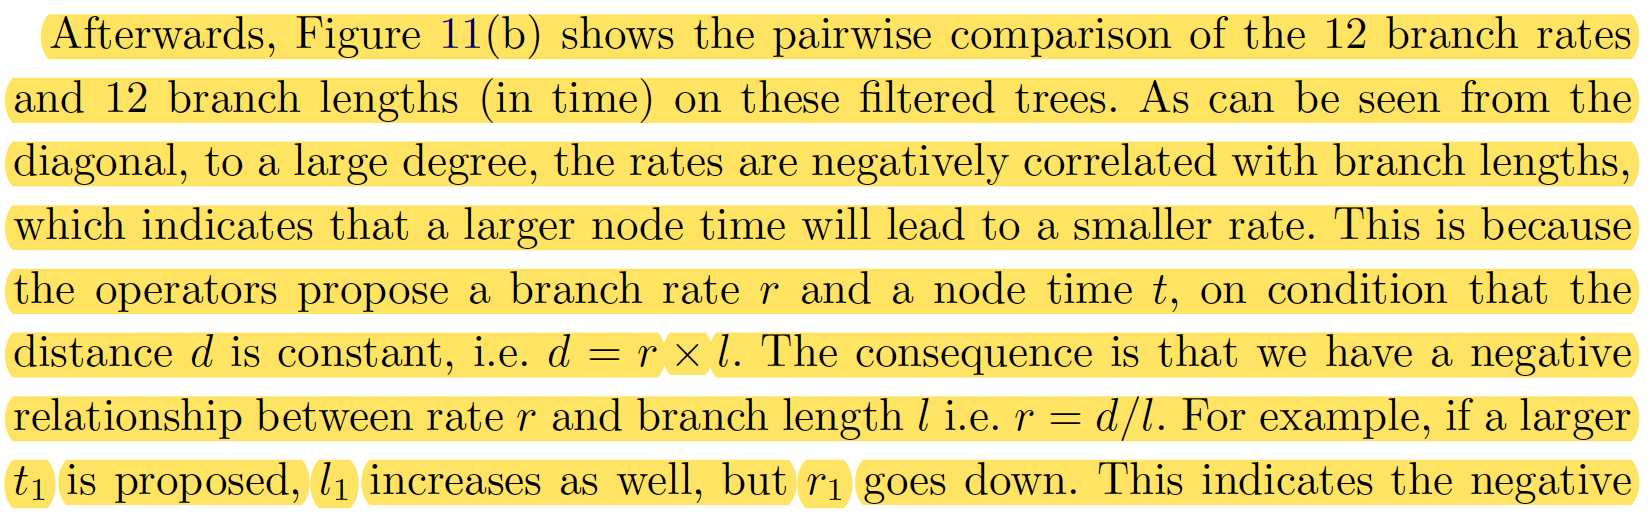 Afterwards, Figure 11(b) shows the pairwise comparison of the 12 branch rates
and 12 branch lengths (in time) on these filtered trees. As can be seen from the
diagonal, to a large degree, the rates are negatively correlated with branch lengths,
which indicates that a larger node time will lead to a smaller rate. This is because
the operators propose a branch rate r and a node time t, on condition that the
distance d is constant, i.e. d = r × l. The consequence is that we have a negative
relationship between rate r and branch length l i.e. r = d/l. For example, if a larger
t₁ is proposed, l₁ increases as well, but r₁ goes down. This indicates the negative